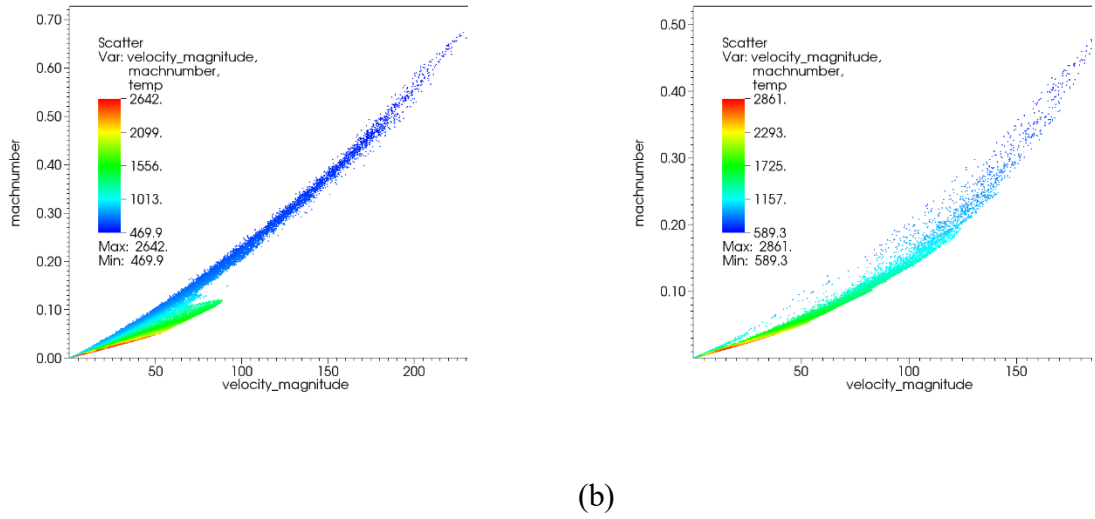 0.70
0.60
0.50
0.40
0.30
0.20
0.10
0.00
machnumber
Scatter
Var: velocity_magnitude,
machnumber,
temp
2642.
2099.
1556.
1013.
469.9
Max: 2642.
Min: 469.9
50
100
150
200
velocity_magnitude
0.50
0.40
0.30
0.20
0.10
machnumber
Scatter
Var: velocity_magnitude,
machnumber,
temp
2861.
2293.
1725.
1157.
589.3
Max: 2861.
Min: 589.3
50
100
150
velocity_magnitude
(b)